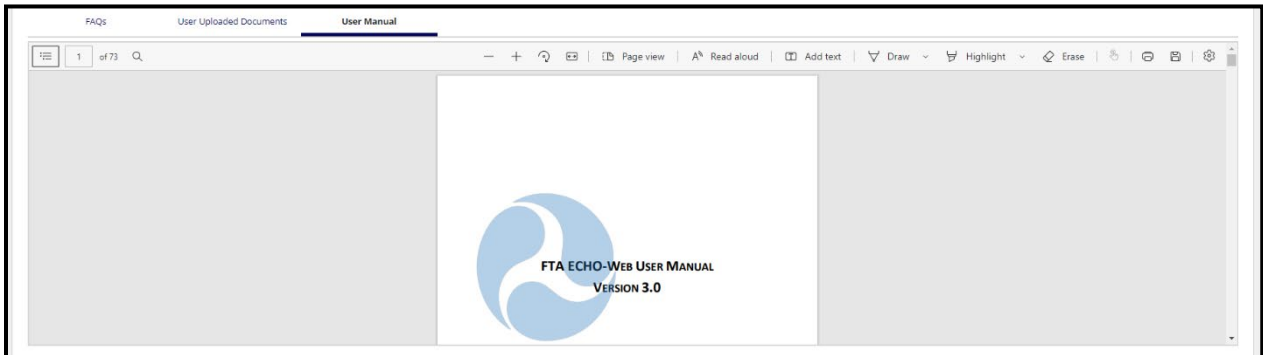 FAQs User Uploaded Documents User Manual
1 of 73 Page view A Read aloud Add text Draw Highlight Erase
FTA ECHO-WEB USER MANUAL
VERSION 3.0